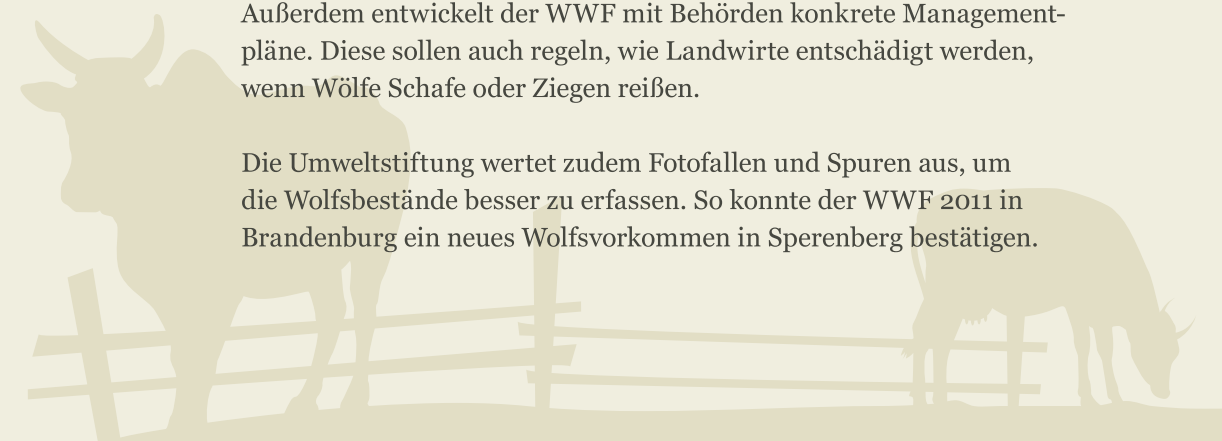 Außerdem entwickelt der WWF mit Behörden konkrete Management-
pläne. Diese sollen auch regeln, wie Landwirte entschädigt werden,
wenn Wölfe Schafe oder Ziegen reißen.
Die Umweltstiftung wertet zudem Fotofallen und Spuren aus, um
die Wolfsbestände besser zu erfassen. So konnte der WWF 2011 in
Brandenburg ein neues Wolfsvorkommen in Sperenberg bestätigen.